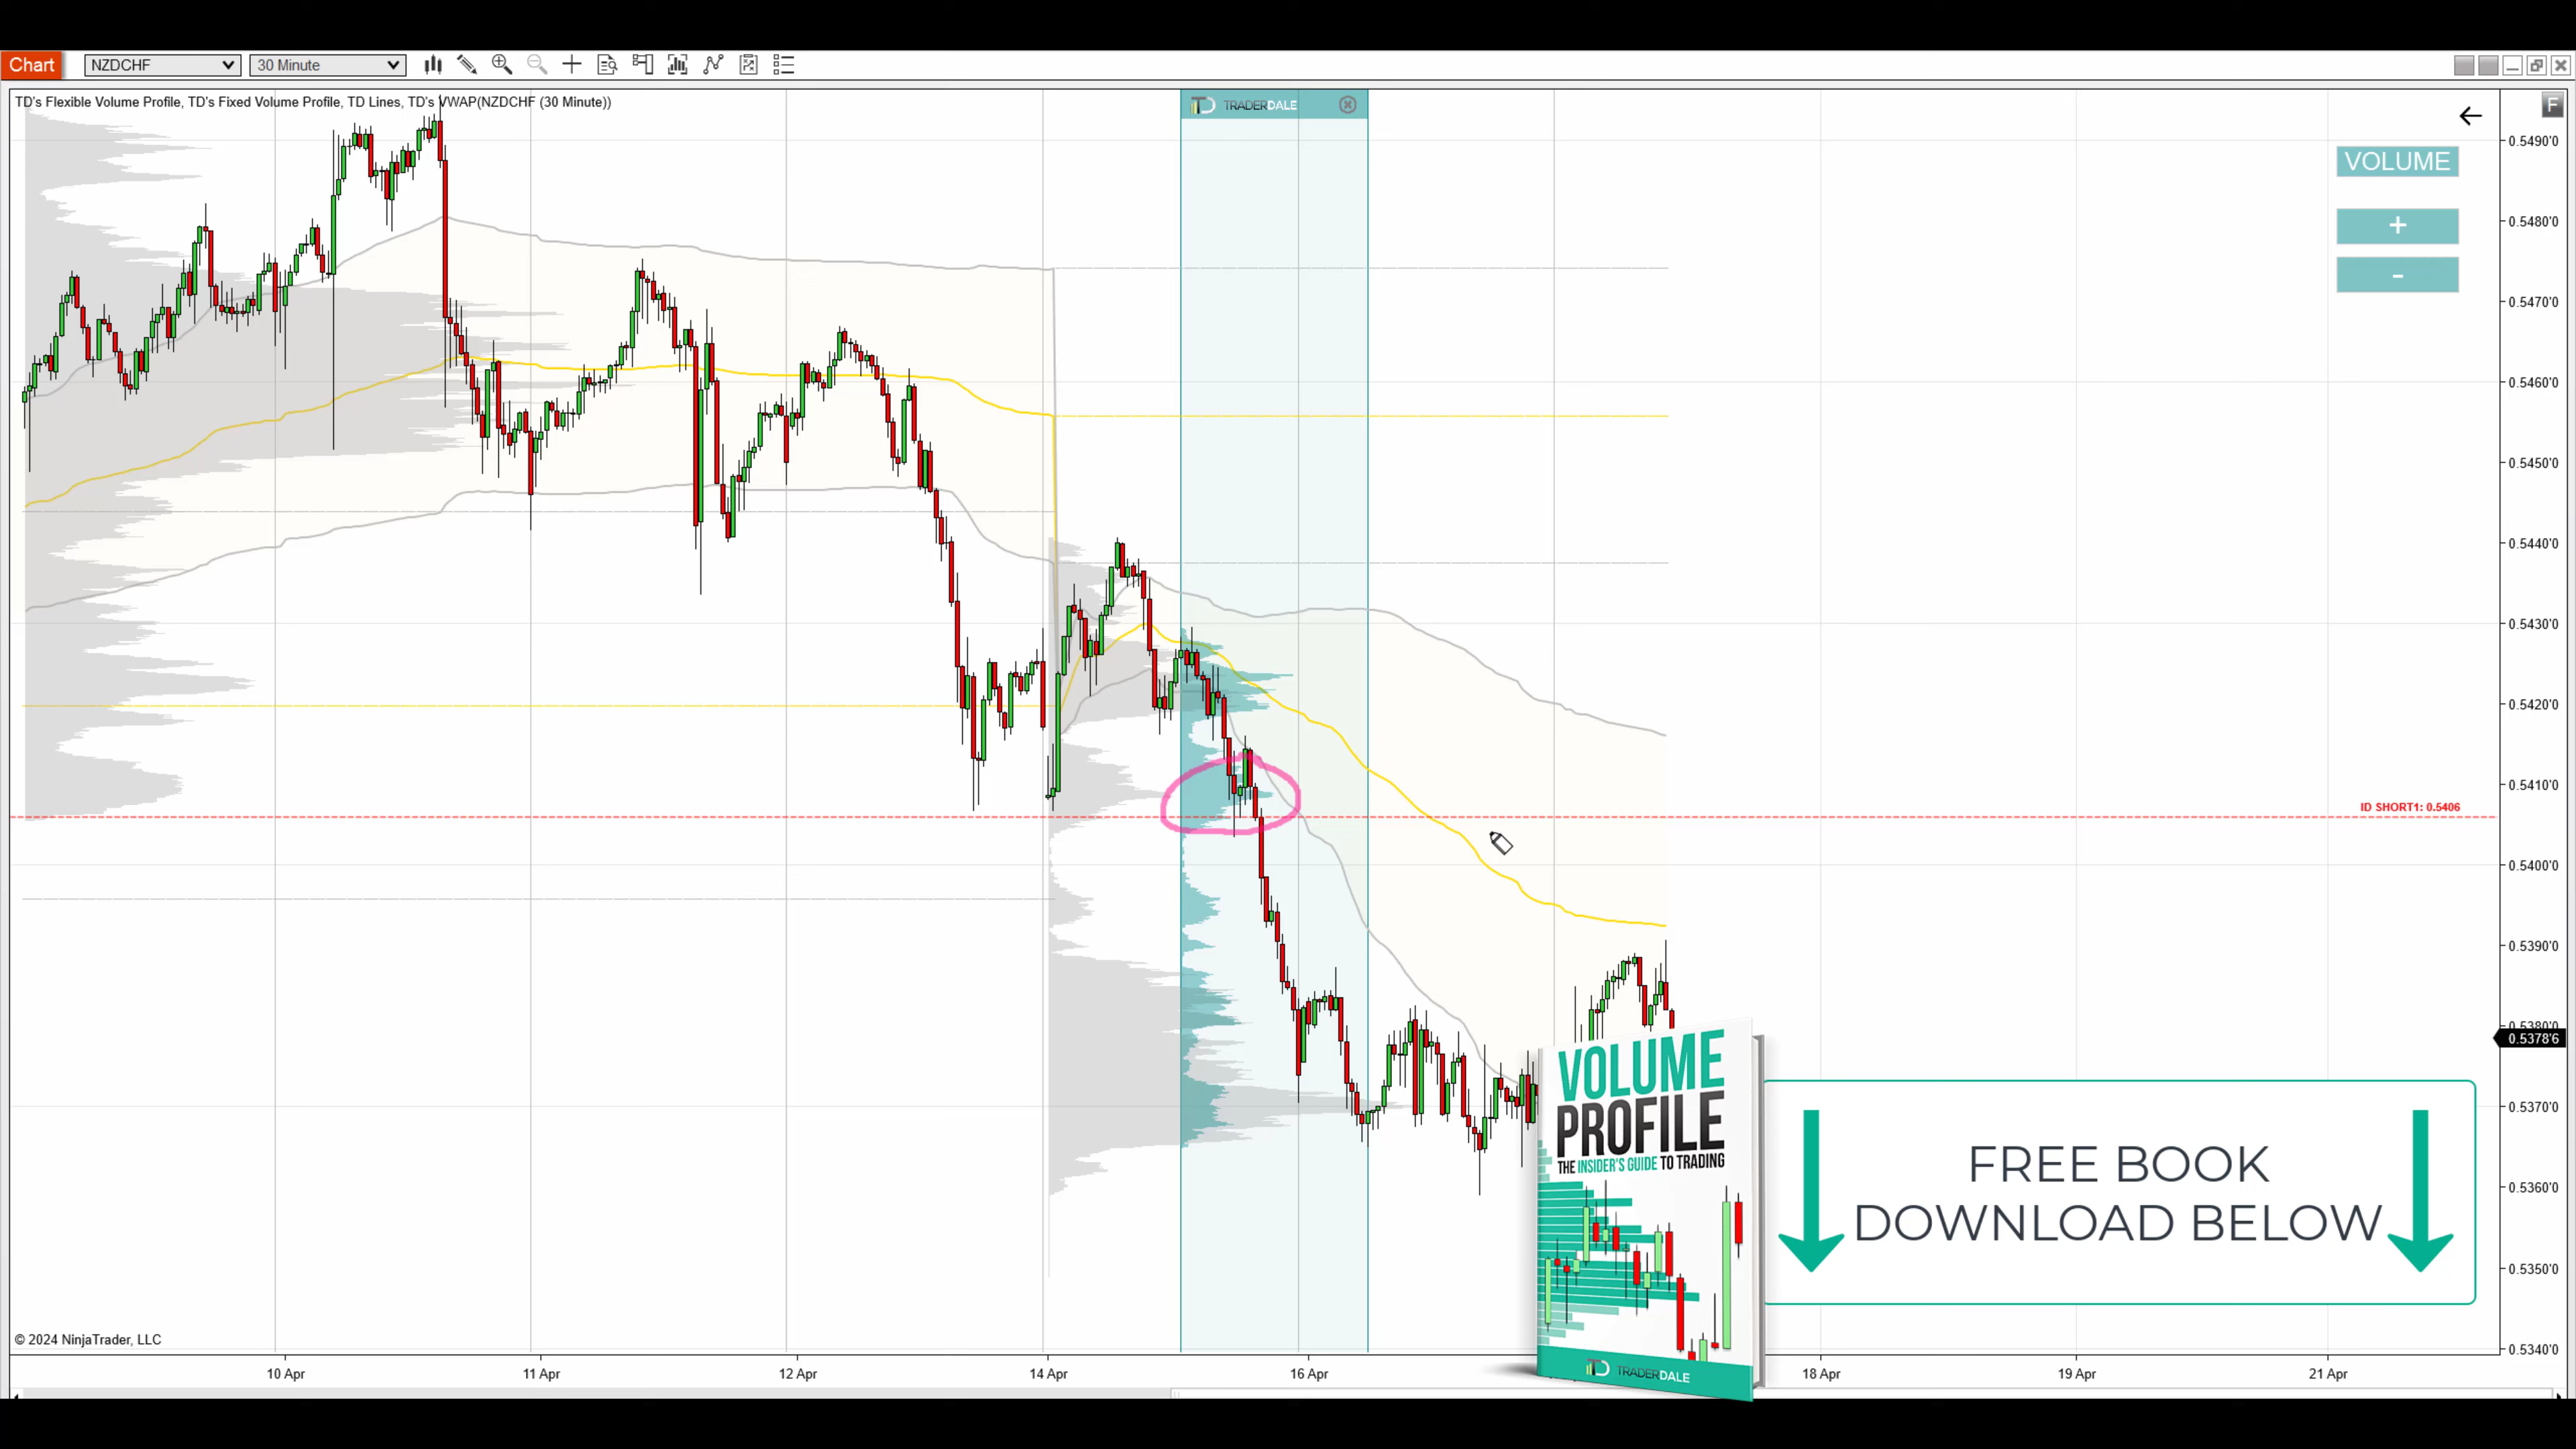 Chart NZDCHF 30 Minute
TD's Flexible Volume Profile, TD's Fixed Volume Profile, TD Lines, TD's VWAP(NZDCHF (30 Minute))
TRADERDALE
F
VOLUME
+
-
0.5490'0
0.5480'0
0.5470'0
0.5460'0
0.5450'0
0.5440'0
0.5430'0
0.5420'0
0.5410'0
ID SHORT1: 0.5406
0.5400'0
0.5390'0
0.5380'0
0.5378'6
0.5370'0
0.5360'0
0.5350'0
0.5340'0
VOLUME
PROFILE
THE INSIDER'S GUIDE TO TRADING
TRADERDALE
FREE BOOK
DOWNLOAD BELOW
© 2024 NinjaTrader, LLC
10 Apr 11 Apr 12 Apr 14 Apr 16 Apr 18 Apr 19 Apr 21 Apr